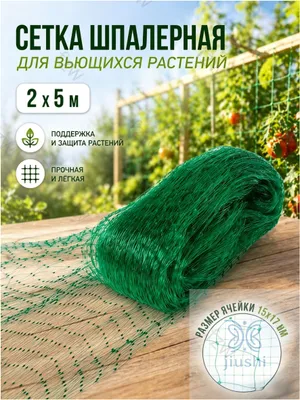 СЕТКА ШПАЛЕРНАЯ
ДЛЯ ВЬЮЩИХСЯ РАСТЕНИЙ
2 x 5 м
ПОДДЕРЖКА
И ЗАЩИТА РАСТЕНИЙ
ПРОЧНАЯ
И ЛЁГКАЯ
РАЗМЕР ЯЧЕЙКИ 15х17 ММ
jiushi